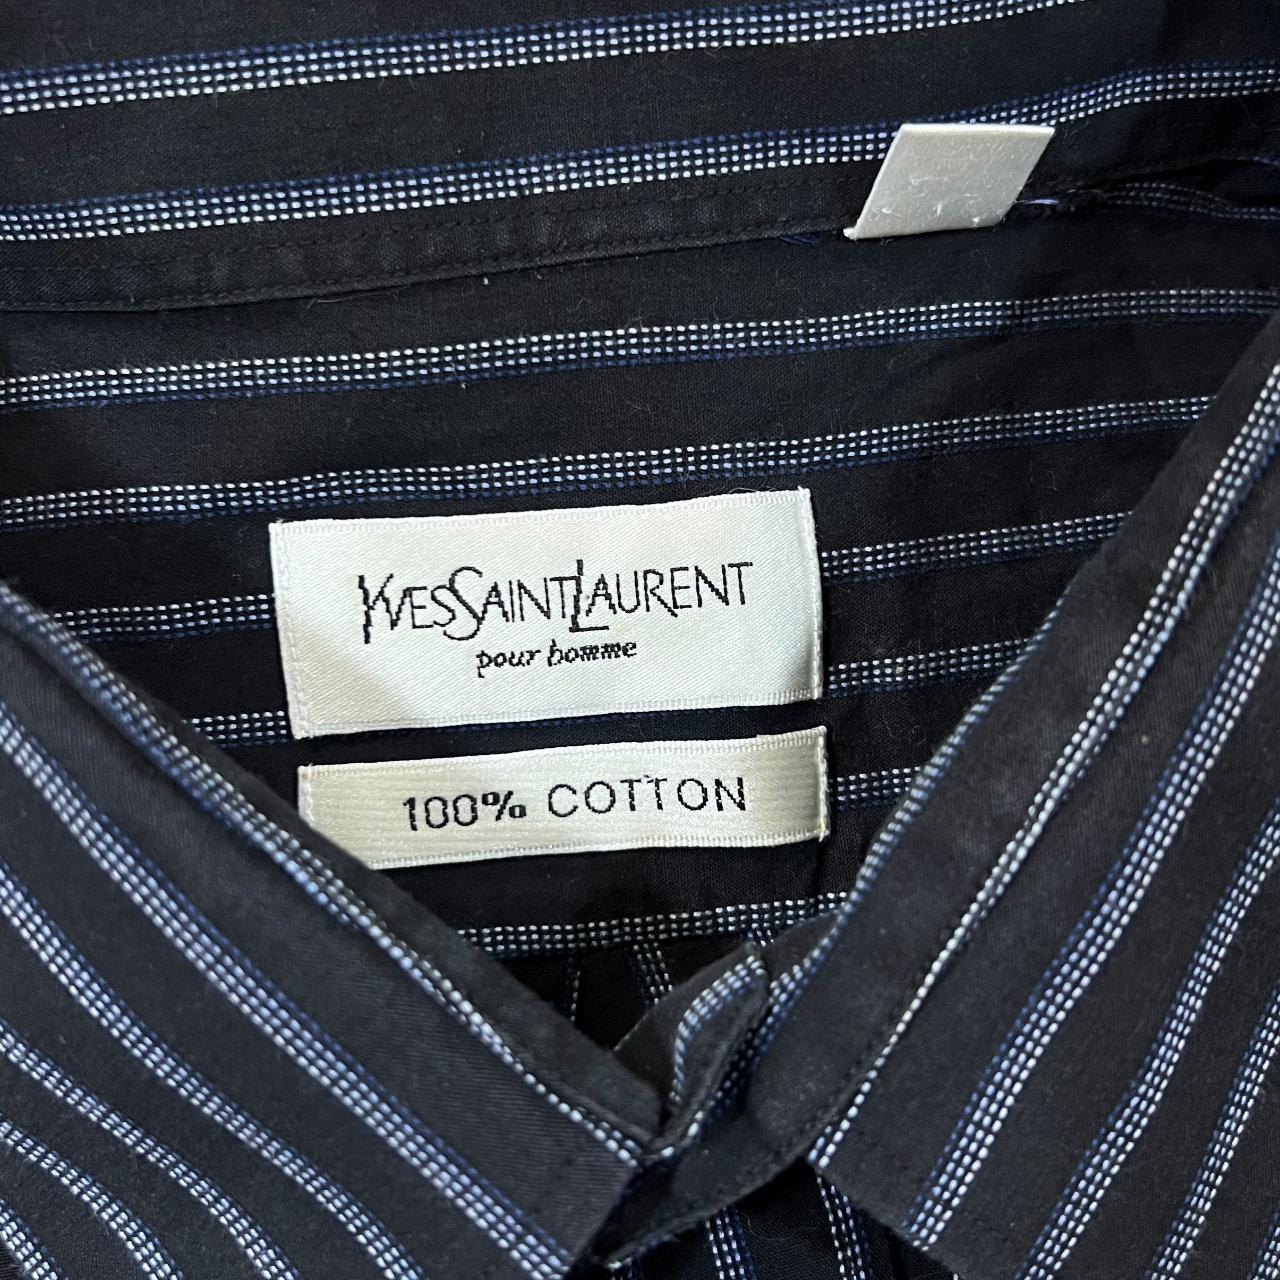 YVESSAINTLAURENT
pour homme
100% COTTON